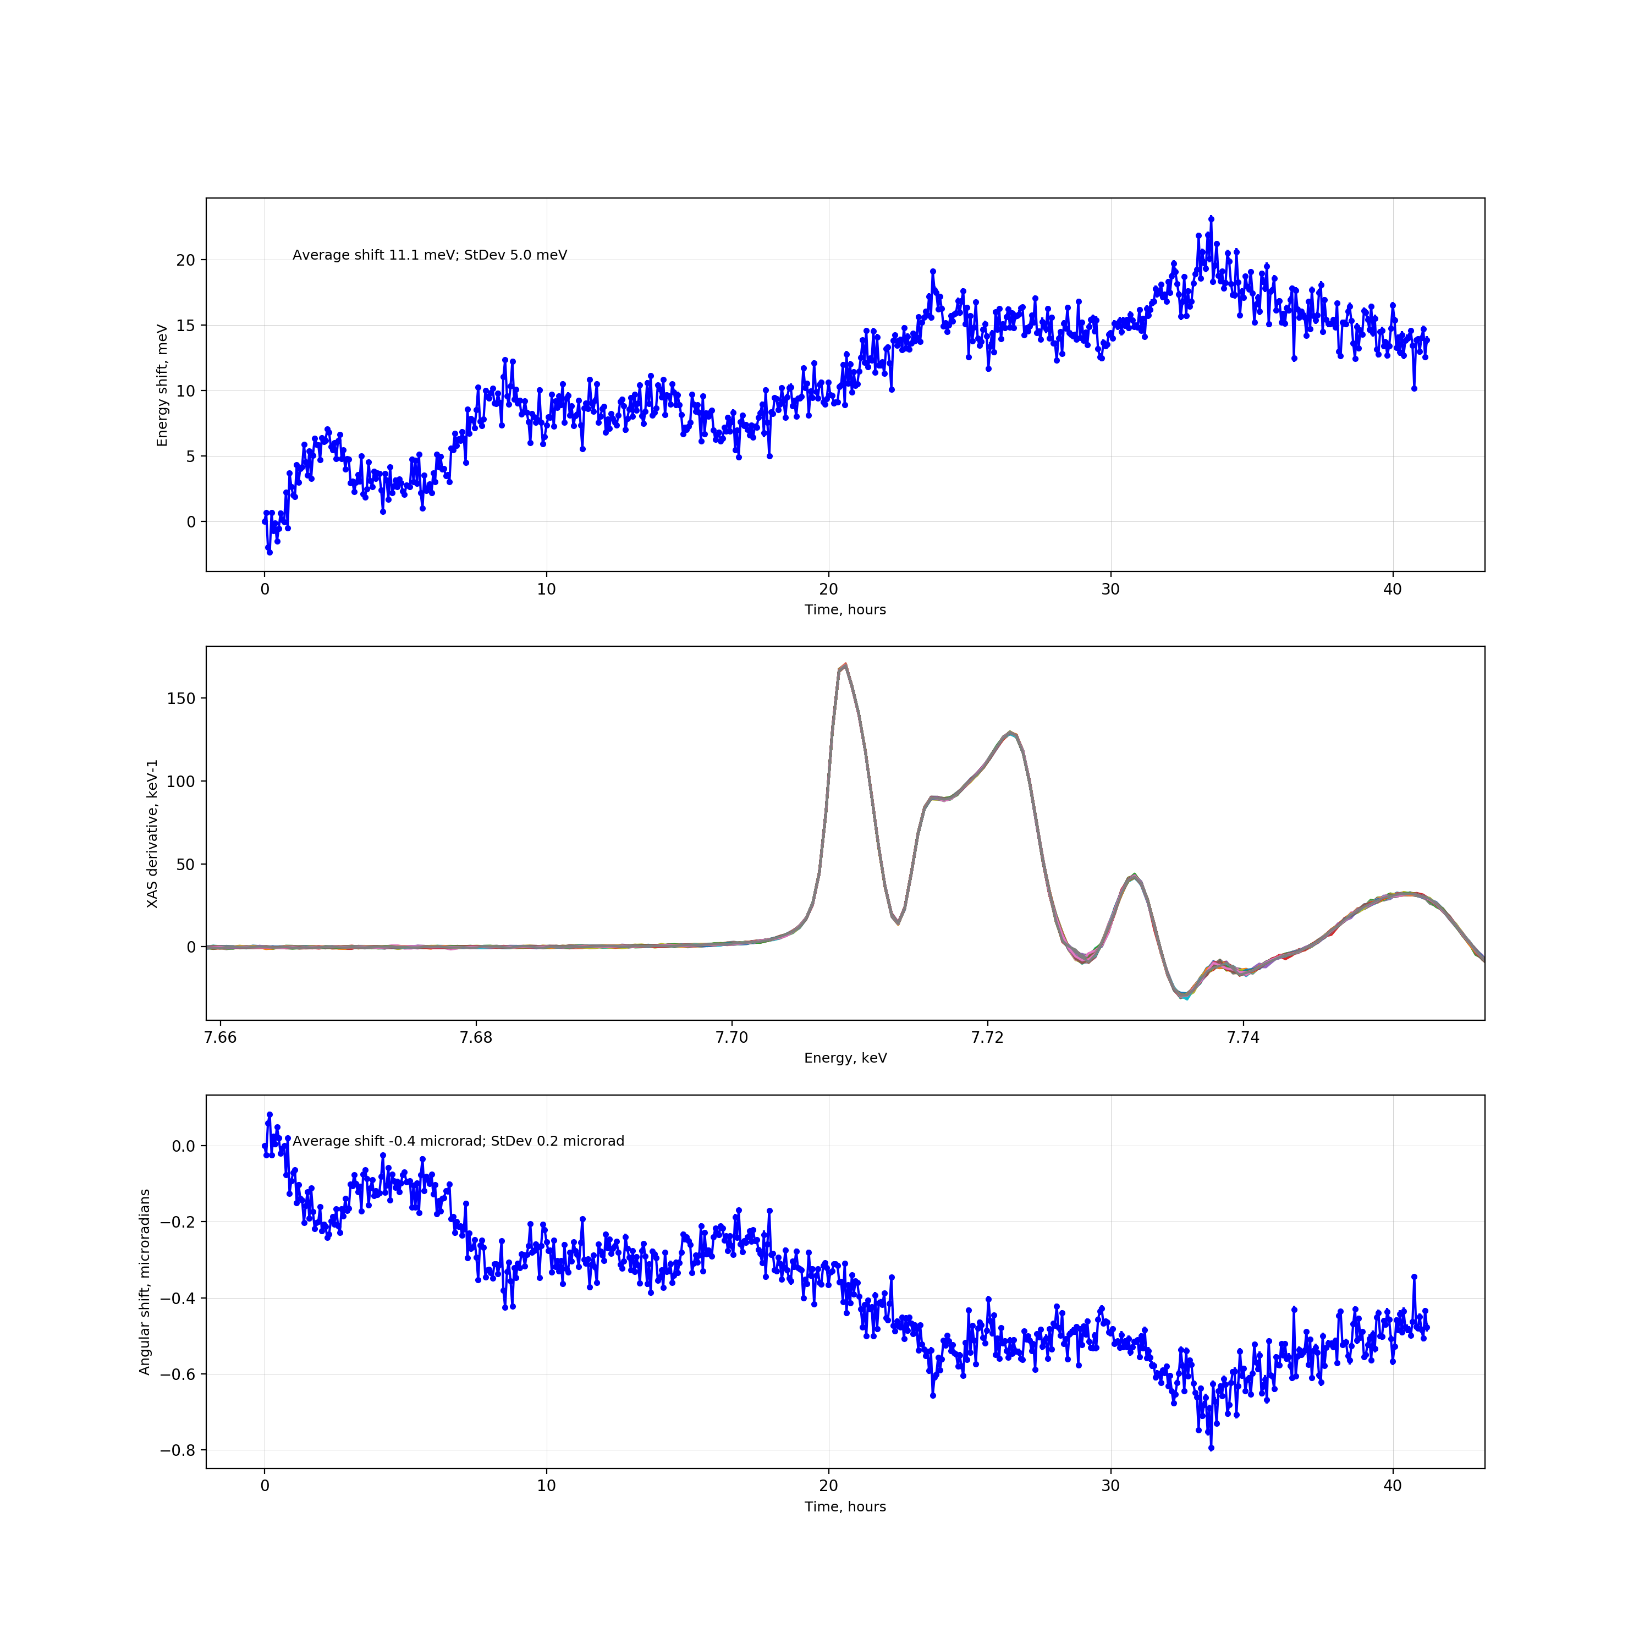 Average shift 11.1 meV; StDev 5.0 meV
Energy shift, meV
20
15
10
5
0
0 10 20 30 40
Time, hours
XAS derivative, keV-1
150
100
50
0
7.66 7.68 7.70 7.72 7.74
Energy, keV
Average shift -0.4 microrad; StDev 0.2 microrad
Angular shift, microradians
0.0
−0.2
−0.4
−0.6
−0.8
0 10 20 30 40
Time, hours